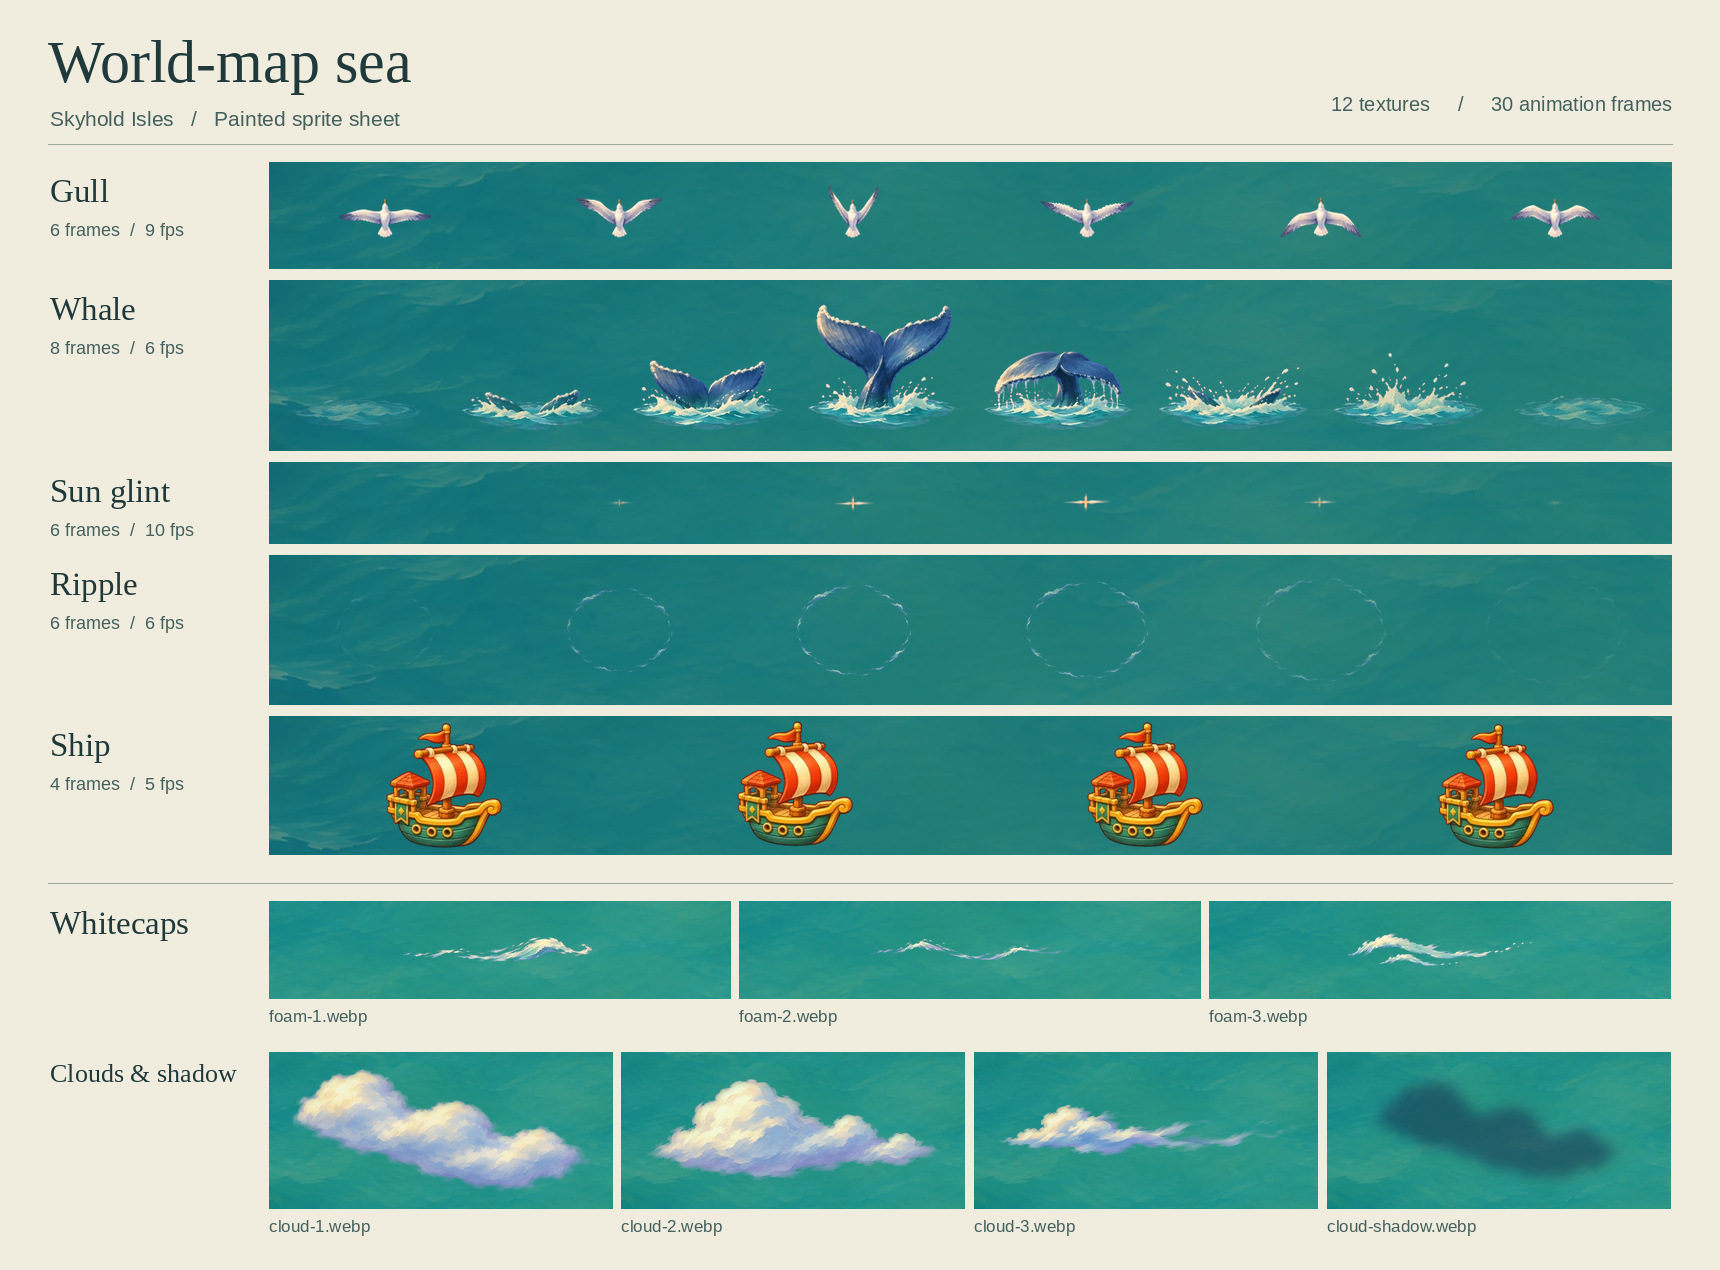 World-map sea
Skyhold Isles / Painted sprite sheet
12 textures / 30 animation frames
Gull
6 frames / 9 fps
Whale
8 frames / 6 fps
Sun glint
6 frames / 10 fps
Ripple
6 frames / 6 fps
Ship
4 frames / 5 fps
Whitecaps
foam-1.webp
foam-2.webp
foam-3.webp
Clouds & shadow
cloud-1.webp
cloud-2.webp
cloud-3.webp
cloud-shadow.webp